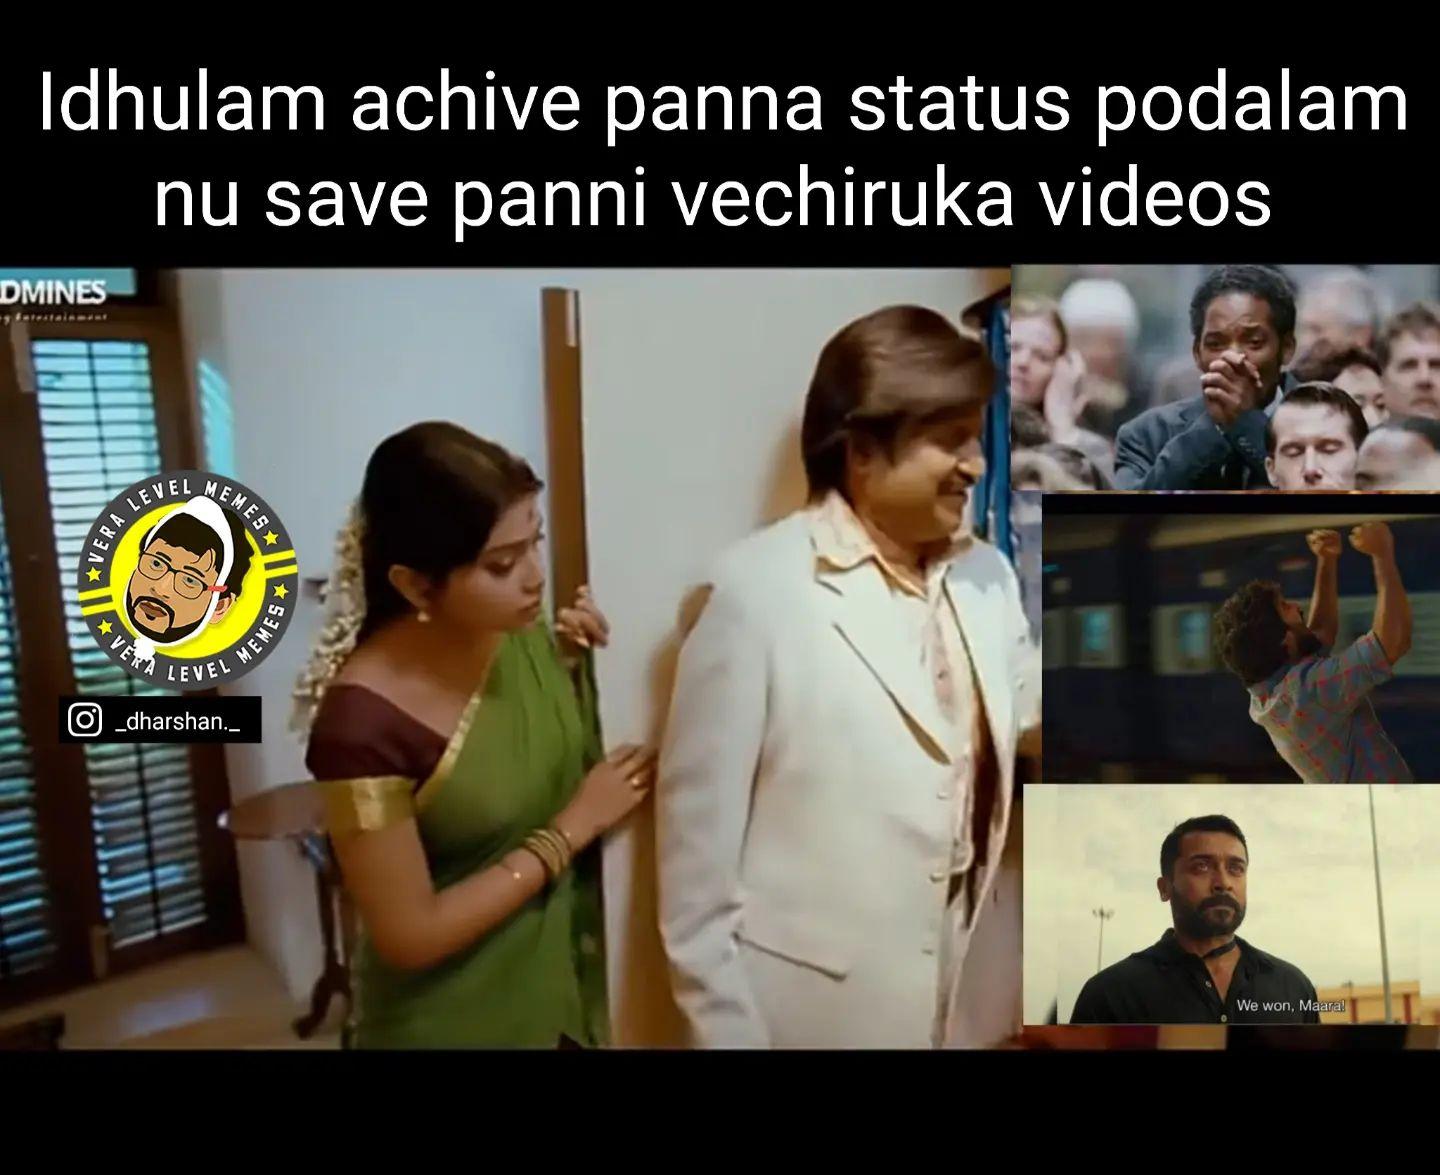 Idhulam achive panna status podalam
nu save panni vechiruka videos
DMINES
g Entertainment
VERA LEVEL MEMES
VERA LEVEL MEMES
_dharshan._
We won, Maara!